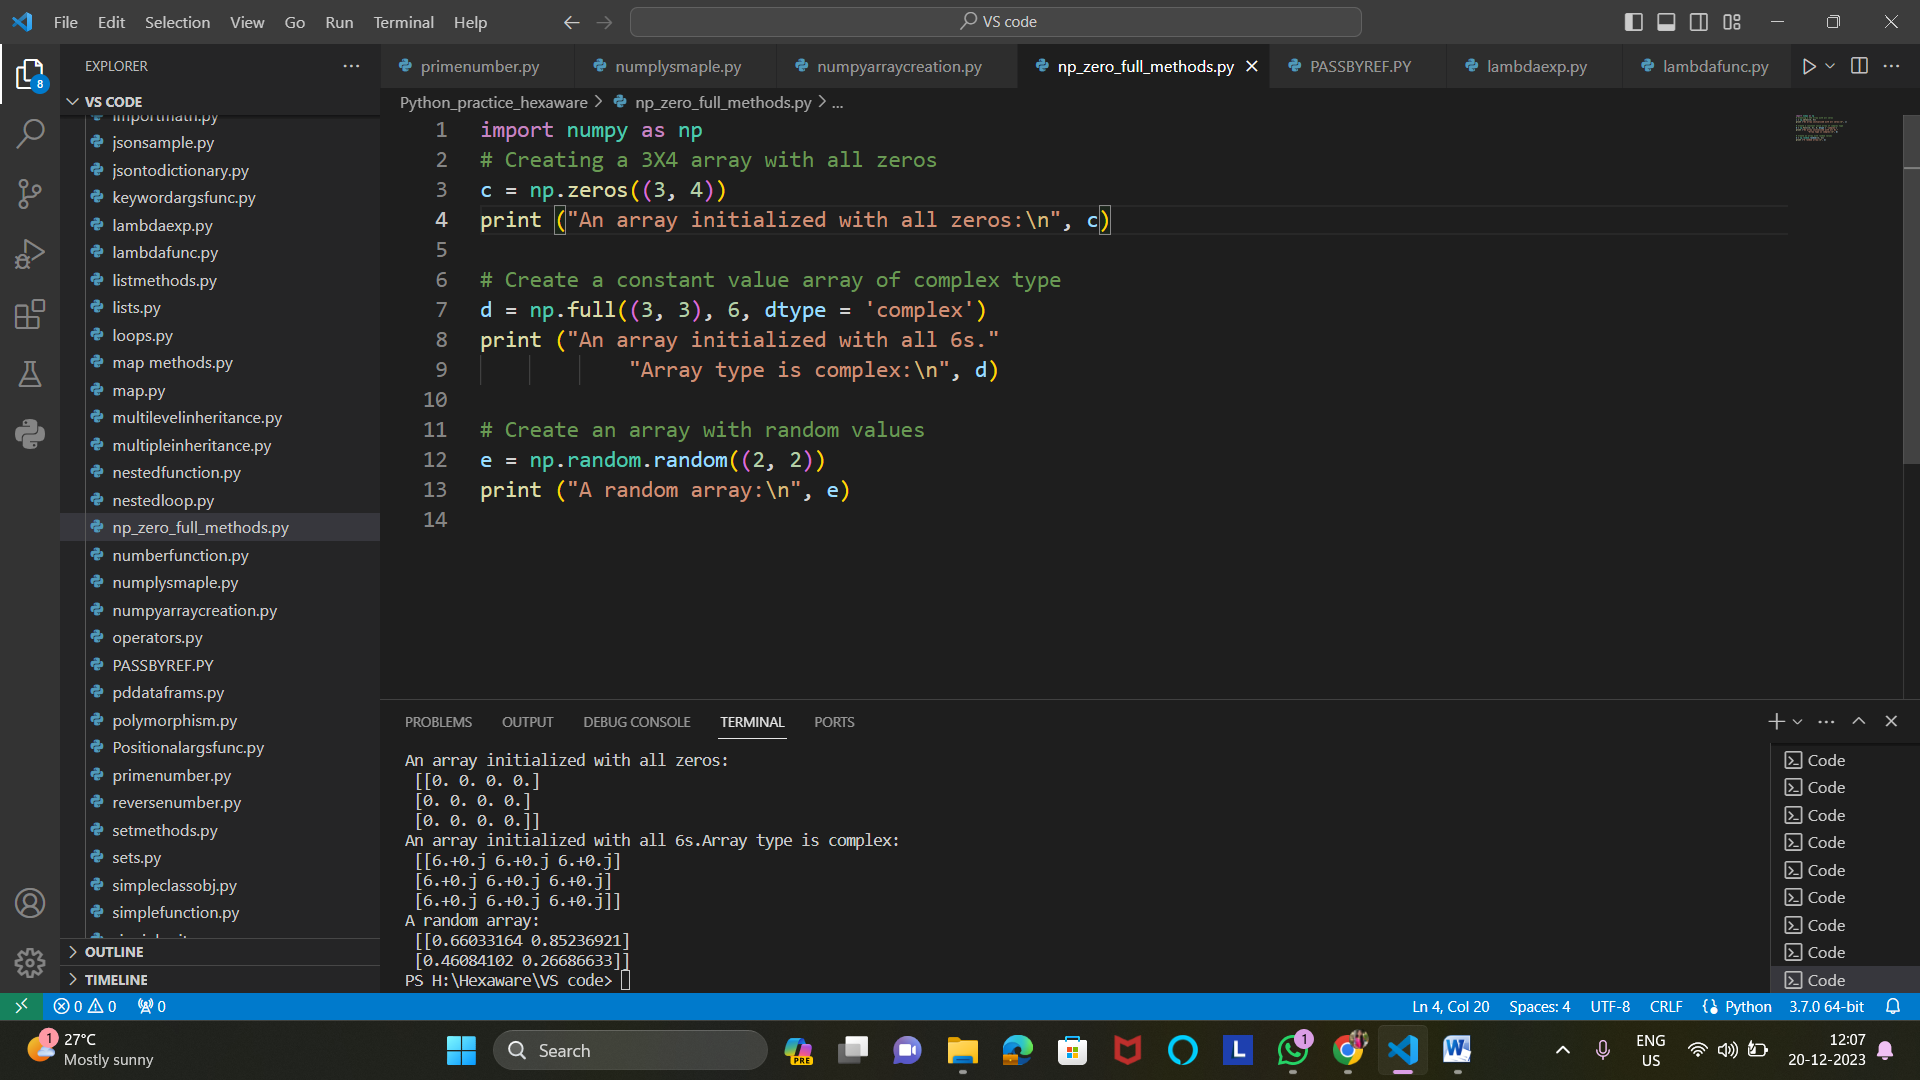 File Edit Selection View Go Run Terminal Help
VS code
EXPLORER
VS CODE
importmath.py
jsonsample.py
jsontodictionary.py
keywordargsfunc.py
lambdaexp.py
lambdafunc.py
listmethods.py
lists.py
loops.py
map methods.py
map.py
multilevelinheritance.py
multipleinheritance.py
nestedfunction.py
nestedloop.py
np_zero_full_methods.py
numberfunction.py
numplysmaple.py
numpyarraycreation.py
operators.py
PASSBYREF.PY
pddataframs.py
polymorphism.py
Positionalargsfunc.py
primenumber.py
reversenumber.py
setmethods.py
sets.py
simpleclassobj.py
simplefunction.py
OUTLINE
TIMELINE
8
primenumber.py numplysmaple.py numpyarraycreation.py np_zero_full_methods.py PASSBYREF.PY lambdaexp.py lambdafunc.py
Python_practice_hexaware > np_zero_full_methods.py > ...
1 import numpy as np
2 # Creating a 3X4 array with all zeros
3 c = np.zeros((3, 4))
4 print ("An array initialized with all zeros:\n", c)
5
6 # Create a constant value array of complex type
7 d = np.full((3, 3), 6, dtype = 'complex')
8 print ("An array initialized with all 6s."
9 "Array type is complex:\n", d)
10
11 # Create an array with random values
12 e = np.random.random((2, 2))
13 print ("A random array:\n", e)
14
PROBLEMS OUTPUT DEBUG CONSOLE TERMINAL PORTS
An array initialized with all zeros:
[[0. 0. 0. 0.]
[0. 0. 0. 0.]
[0. 0. 0. 0.]]
An array initialized with all 6s.Array type is complex:
[[6.+0.j 6.+0.j 6.+0.j]
[6.+0.j 6.+0.j 6.+0.j]
[6.+0.j 6.+0.j 6.+0.j]]
A random array:
[[0.66033164 0.85236921]
[0.46084102 0.26686633]]
PS H:\Hexaware\VS code>
Code
Code
Code
Code
Code
Code
Code
Code
Code
0 0 0 Ln 4, Col 20 Spaces: 4 UTF-8 CRLF Python 3.7.0 64-bit
1
27°C
Mostly sunny
Search
PRE
L
1
W
ENG
US
12:07
20-12-2023